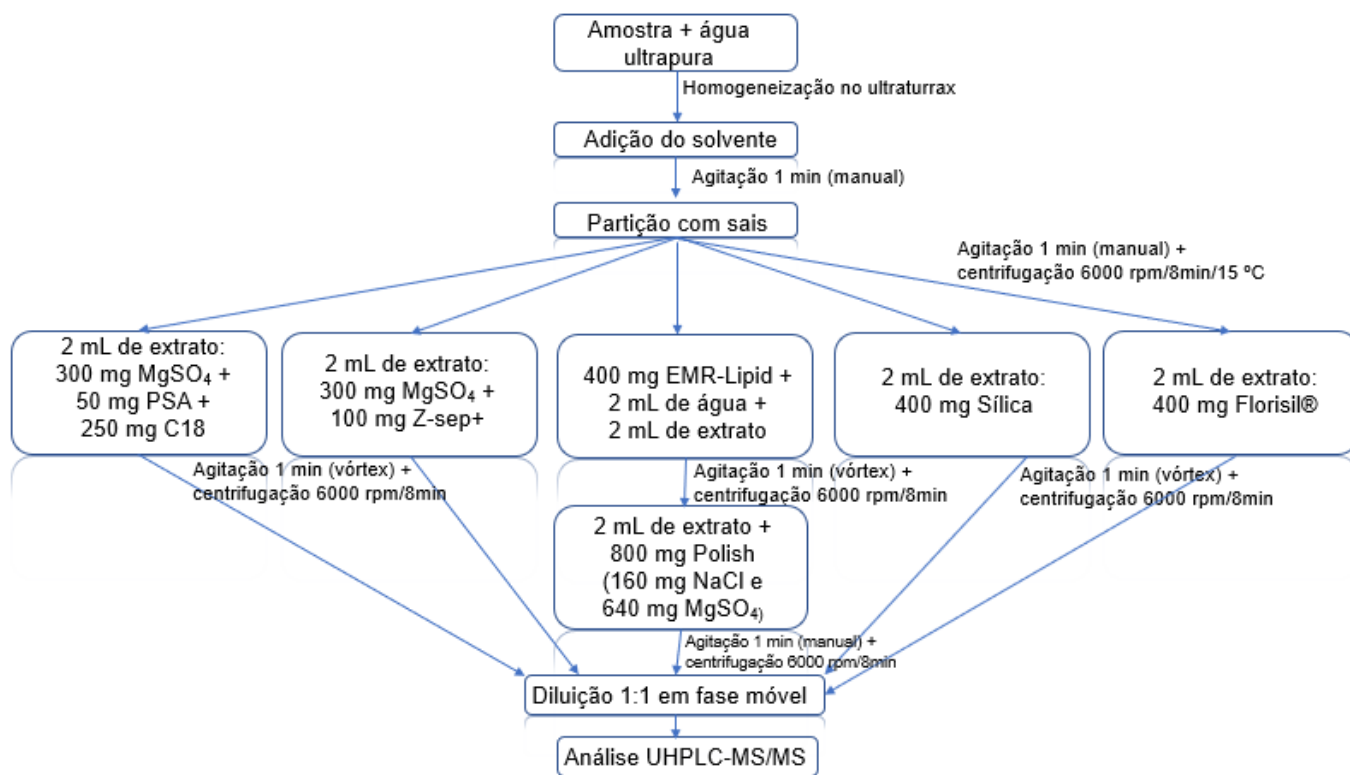 Amostra + água
ultrapura
Homogeneização no ultraturrax
Adição do solvente
Agitação 1 min (manual)
Partição com sais
Agitação 1 min (manual) +
centrifugação 6000 rpm/8min/15 ºC
2 mL de extrato:
300 mg MgSO₄ +
50 mg PSA +
250 mg C18
2 mL de extrato:
300 mg MgSO₄ +
100 mg Z-sep+
400 mg EMR-Lipid +
2 mL de água +
2 mL de extrato
2 mL de extrato:
400 mg Sílica
2 mL de extrato:
400 mg Florisil®
Agitação 1 min (vórtex) +
centrifugação 6000 rpm/8min
Agitação 1 min (vórtex) +
centrifugação 6000 rpm/8min
Agitação 1 min (vórtex) +
centrifugação 6000 rpm/8min
2 mL de extrato +
800 mg Polish
(160 mg NaCl e
640 mg MgSO₄)
Agitação 1 min (manual) +
centrifugação 6000 rpm/8min
Diluição 1:1 em fase móvel
Análise UHPLC-MS/MS